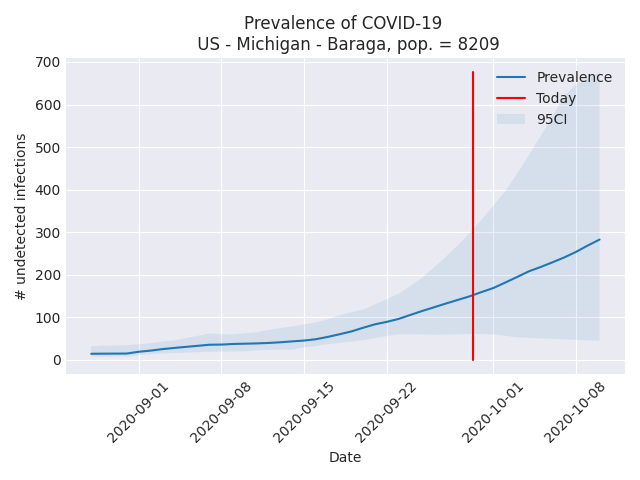 Prevalence of COVID-19
US - Michigan - Baraga, pop. = 8209
700
600
500
400
300
200
100
0
# undetected infections
Prevalence
Today
95CI
2020-09-01
2020-09-08
2020-09-15
2020-09-22
2020-10-01
2020-10-08
Date